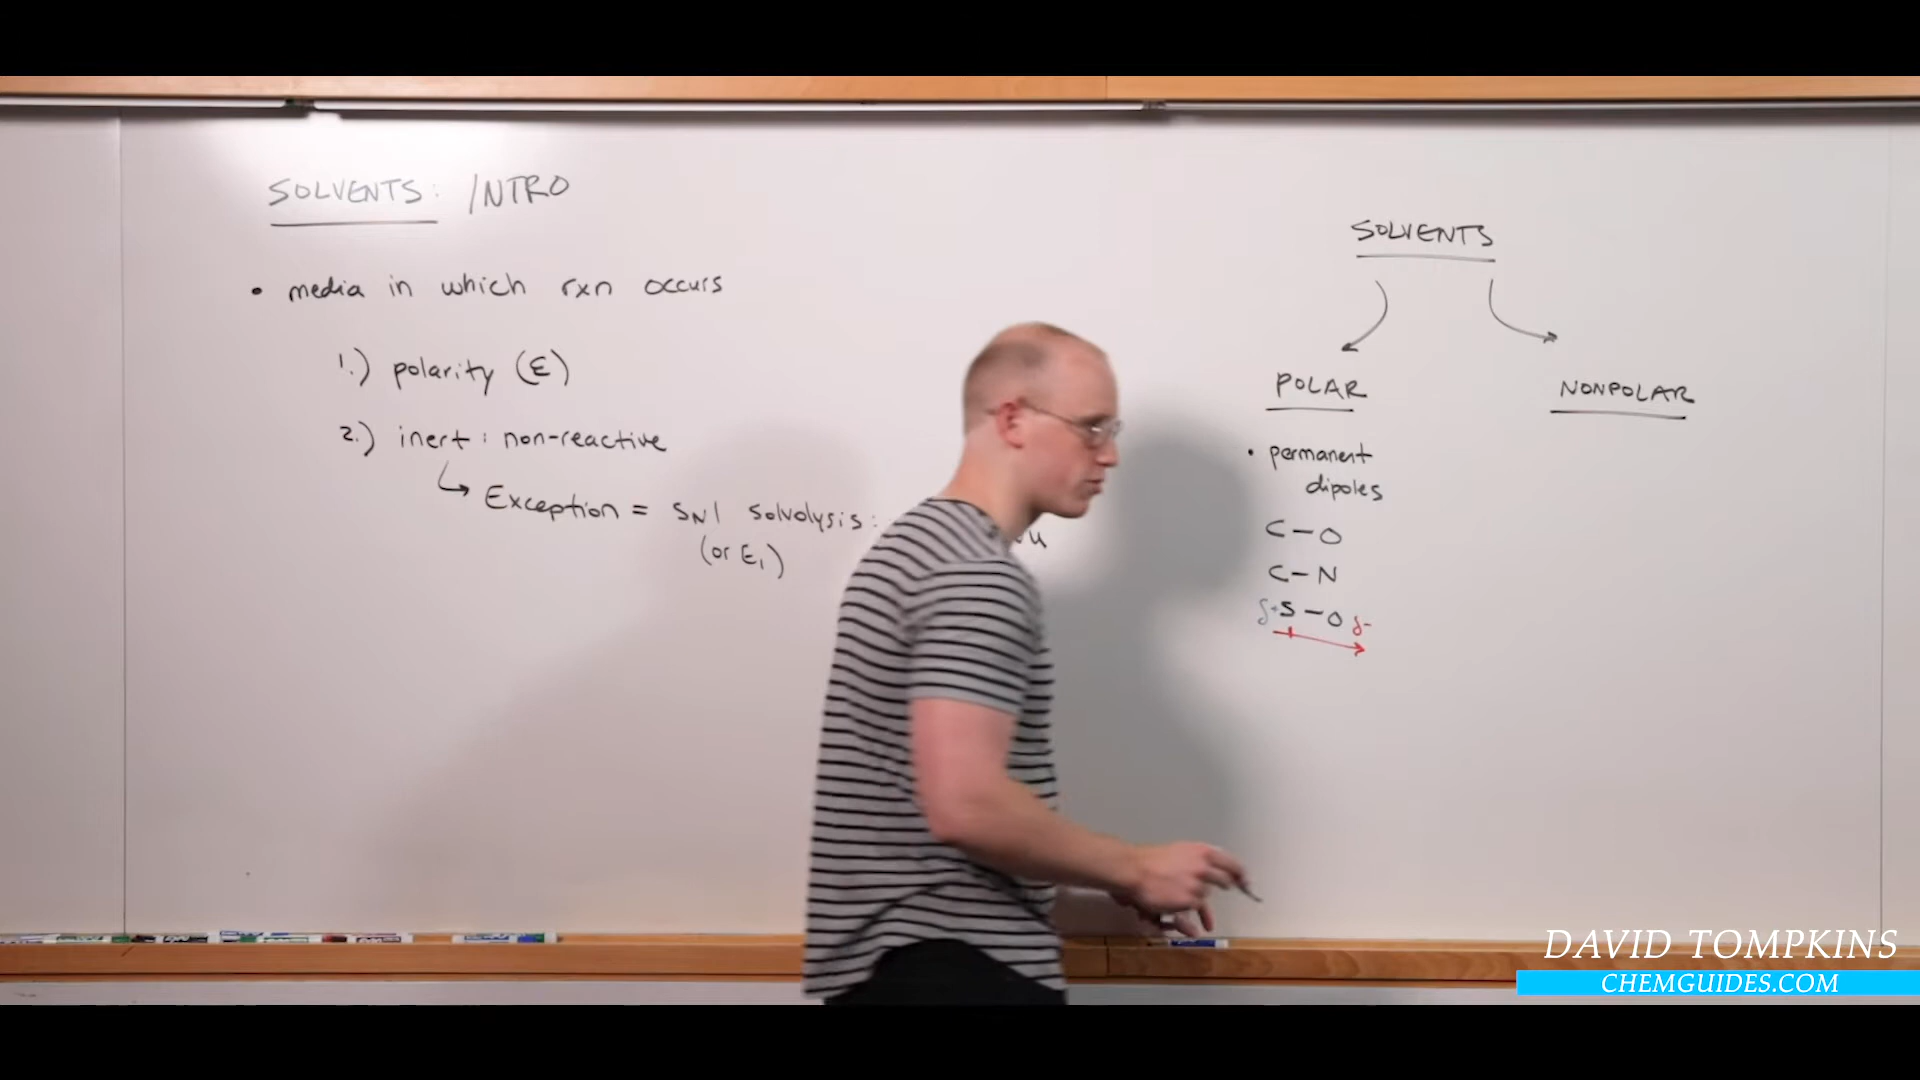 SOLVENTS: INTRO
• media in which rxn occurs
1.) polarity (ε)
2.) inert: non-reactive
↳ Exception = SN1 solvolysis:
(or E1)
SOLVENTS
POLAR
NONPOLAR
• permanent
dipoles
C–O
C–N
δ+ S–O δ-
DAVID TOMPKINS
CHEMGUIDES.COM